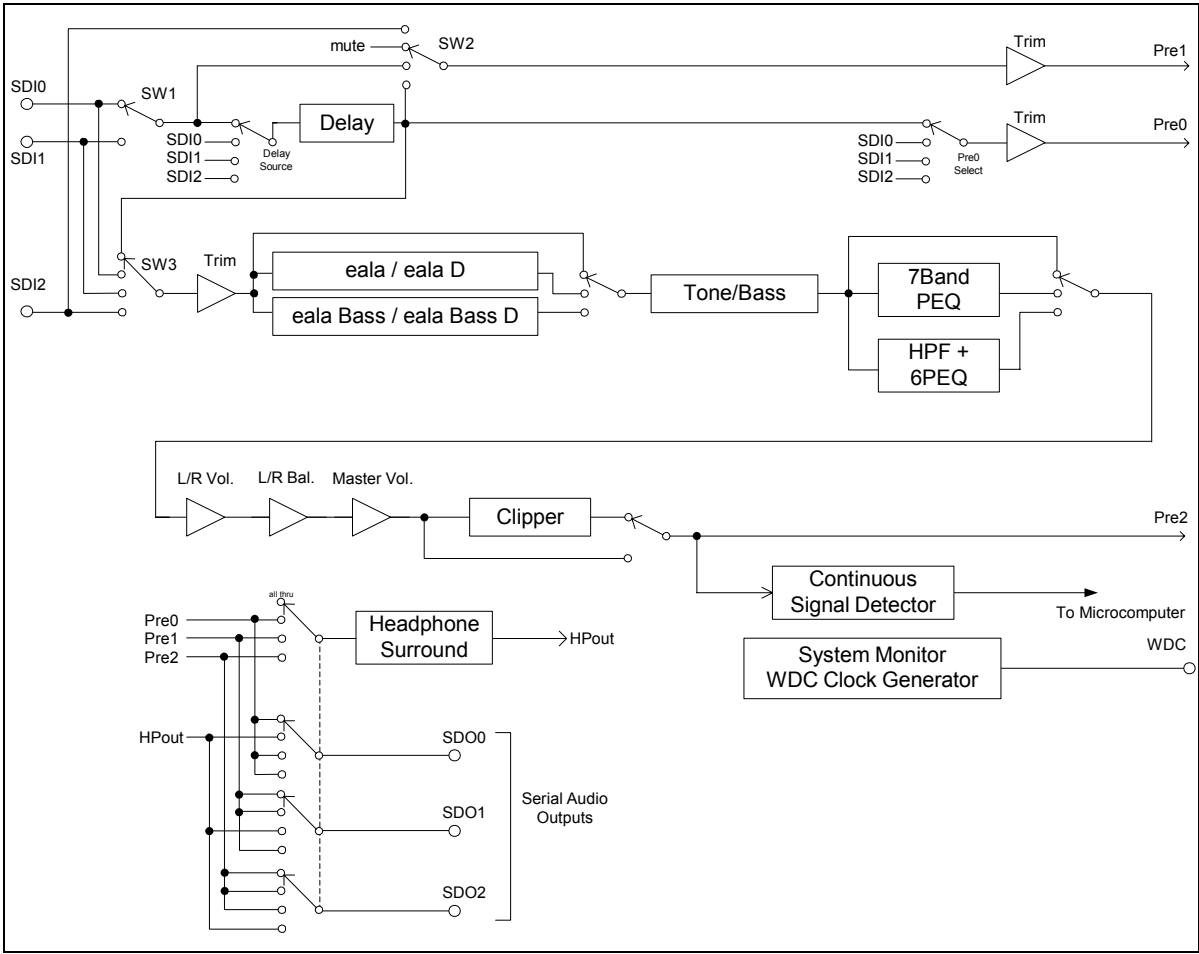 mute
SW2
Trim
Pre1
SDI0
SW1
Delay
Trim
Pre0
SDI1
SDI0
SDI1
SDI2
Delay
Source
SDI0
SDI1
SDI2
Pre0
Select
SDI2
SW3
Trim
eala / eala D
eala Bass / eala Bass D
Tone/Bass
7Band
PEQ
HPF +
6PEQ
L/R Vol.
L/R Bal.
Master Vol.
Clipper
Pre2
Continuous
Signal Detector
To Microcomputer
all thru
Pre0
Pre1
Pre2
Headphone
Surround
HPout
System Monitor
WDC Clock Generator
WDC
HPout
SDO0
SDO1
SDO2
Serial Audio
Outputs